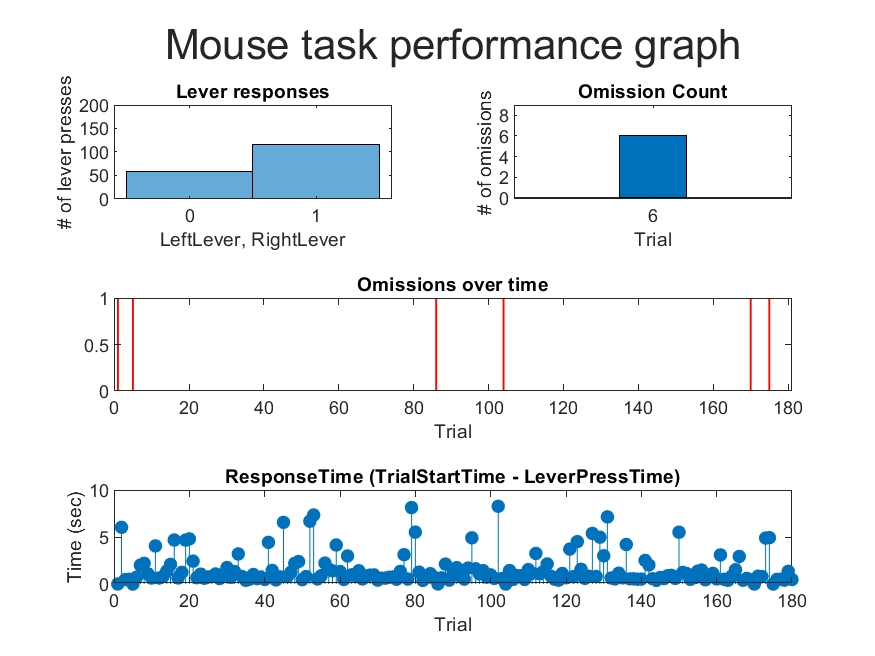 Mouse task performance graph
Lever responses
# of lever presses
200
150
100
50
0
0 1
LeftLever, RightLever
Omission Count
# of omissions
8
6
4
2
0
6
Trial
Omissions over time
1
0.5
0
0 20 40 60 80 100 120 140 160 180
Trial
ResponseTime (TrialStartTime - LeverPressTime)
Time (sec)
10
5
0
0 20 40 60 80 100 120 140 160 180
Trial